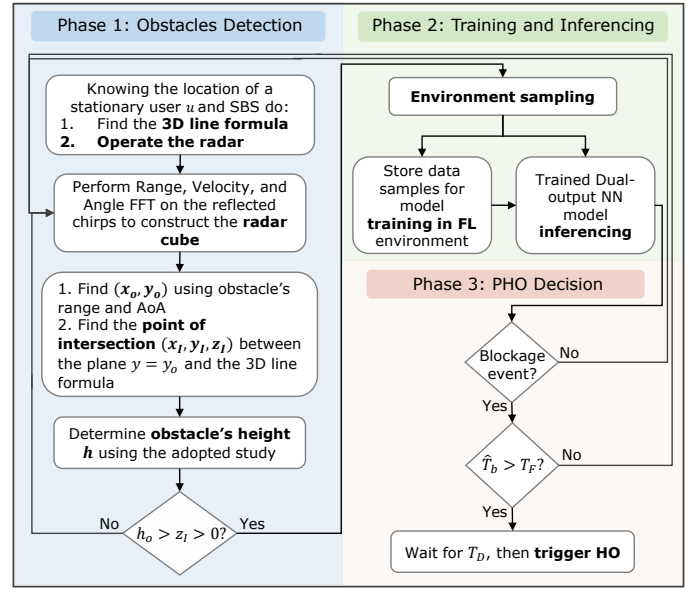 Phase 1: Obstacles Detection
Knowing the location of a
stationary user u and SBS do:
1. Find the 3D line formula
2. Operate the radar
Perform Range, Velocity, and
Angle FFT on the reflected
chirps to construct the radar
cube
1. Find (x_o, y_o) using obstacle's
range and AoA
2. Find the point of
intersection (x_I, y_I, z_I) between
the plane y = y_o and the 3D line
formula
Determine obstacle's height
h using the adopted study
No
h_o > z_I > 0?
Yes
Phase 2: Training and Inferencing
Environment sampling
Store data
samples for
model
training in FL
environment
Trained Dual-
output NN
model
inferencing
Phase 3: PHO Decision
Blockage
event?
No
Yes
T̂_b > T_F?
No
Yes
Wait for T_D, then trigger HO